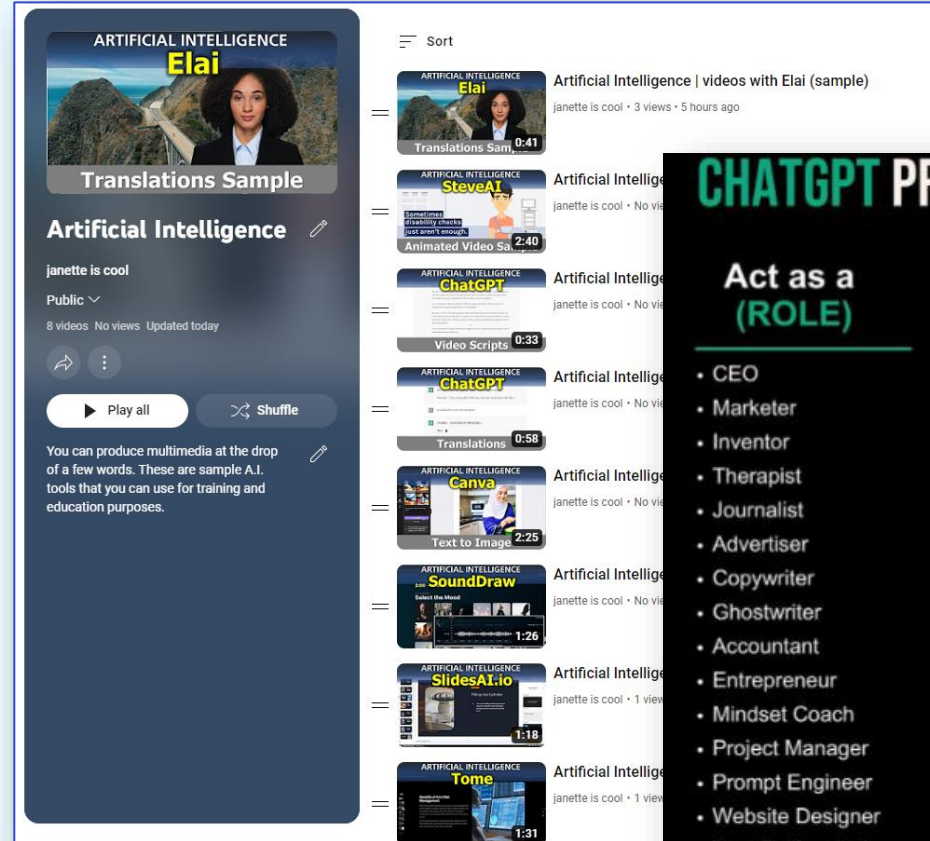 ARTIFICIAL INTELLIGENCE
Elai
Translations Sample
Artificial Intelligence
janette is cool
Public
8 videos No views Updated today
Play all
Shuffle
You can produce multimedia at the drop
of a few words. These are sample A.I.
tools that you can use for training and
education purposes.
Sort
ARTIFICIAL INTELLIGENCE
Elai
Translations Sam
0:41
Artificial Intelligence | videos with Elai (sample)
janette is cool • 3 views • 5 hours ago
ARTIFICIAL INTELLIGENCE
SteveAI
Sometimes
disability checks
just aren't enough.
Animated Video Sa
2:40
Artificial Intellige
janette is cool • No vie
ARTIFICIAL INTELLIGENCE
ChatGPT
Video Scripts
0:33
Artificial Intellige
janette is cool • No vie
ARTIFICIAL INTELLIGENCE
ChatGPT
Translations
0:58
Artificial Intellige
janette is cool • No vie
ARTIFICIAL INTELLIGENCE
Canva
Text to Image
2:25
Artificial Intellige
janette is cool • No vie
ARTIFICIAL INTELLIGENCE
SoundDraw
Select the Mood
1:26
Artificial Intellige
janette is cool • No vie
ARTIFICIAL INTELLIGENCE
SlidesAI.io
1:18
Artificial Intellige
janette is cool • 1 view
ARTIFICIAL INTELLIGENCE
Tome
1:31
Artificial Intellige
janette is cool • 1 view
CHATGPT PR
Act as a
(ROLE)
• CEO
• Marketer
• Inventor
• Therapist
• Journalist
• Advertiser
• Copywriter
• Ghostwriter
• Accountant
• Entrepreneur
• Mindset Coach
• Project Manager
• Prompt Engineer
• Website Designer